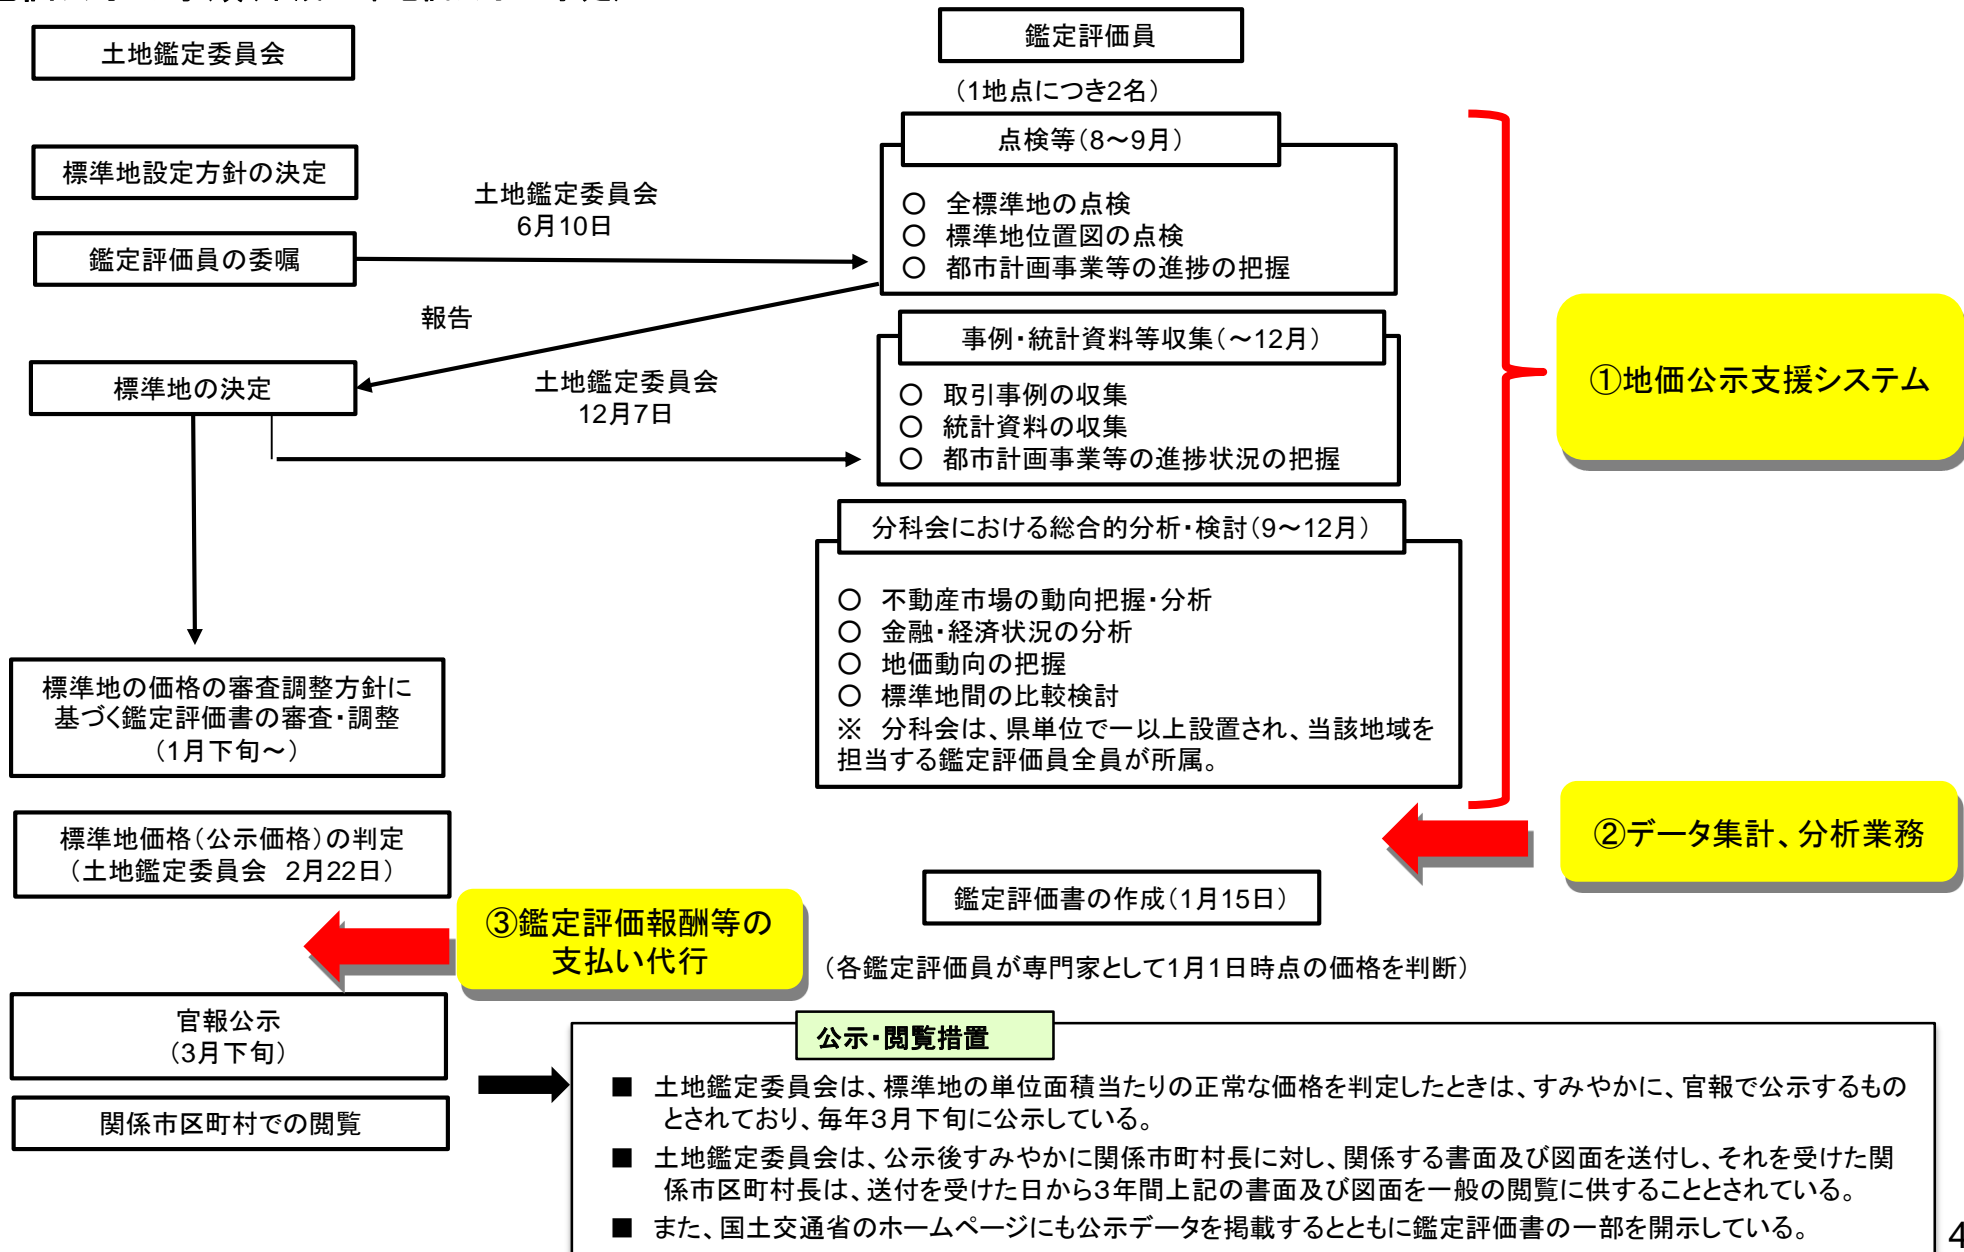 土地鑑定委員会
鑑定評価員
（1地点につき2名）
標準地設定方針の決定
鑑定評価員の委嘱
土地鑑定委員会
6月10日
点検等（8～9月）
○ 全標準地の点検
○ 標準地位置図の点検
○ 都市計画事業等の進捗の把握
報告
標準地の決定
土地鑑定委員会
12月7日
事例・統計資料等収集（～12月）
○ 取引事例の収集
○ 統計資料の収集
○ 都市計画事業等の進捗状況の把握
①地価公示支援システム
分科会における総合的分析・検討（9～12月）
○ 不動産市場の動向把握・分析
○ 金融・経済状況の分析
○ 地価動向の把握
○ 標準地間の比較検討
※ 分科会は、県単位で一以上設置され、当該地域を
担当する鑑定評価員全員が所属。
標準地の価格の審査調整方針に
基づく鑑定評価書の審査・調整
（1月下旬～）
標準地価格（公示価格）の判定
（土地鑑定委員会 2月22日）
②データ集計、分析業務
鑑定評価書の作成（1月15日）
（各鑑定評価員が専門家として1月1日時点の価格を判断）
③鑑定評価報酬等の
支払い代行
官報公示
（3月下旬）
関係市区町村での閲覧
公示・閲覧措置
■ 土地鑑定委員会は、標準地の単位面積当たりの正常な価格を判定したときは、すみやかに、官報で公示するもの
とされており、毎年3月下旬に公示している。
■ 土地鑑定委員会は、公示後すみやかに関係市町村長に対し、関係する書面及び図面を送付し、それを受けた関
係市区町村長は、送付を受けた日から3年間上記の書面及び図面を一般の閲覧に供することとされている。
■ また、国土交通省のホームページにも公示データを掲載するとともに鑑定評価書の一部を開示している。
4